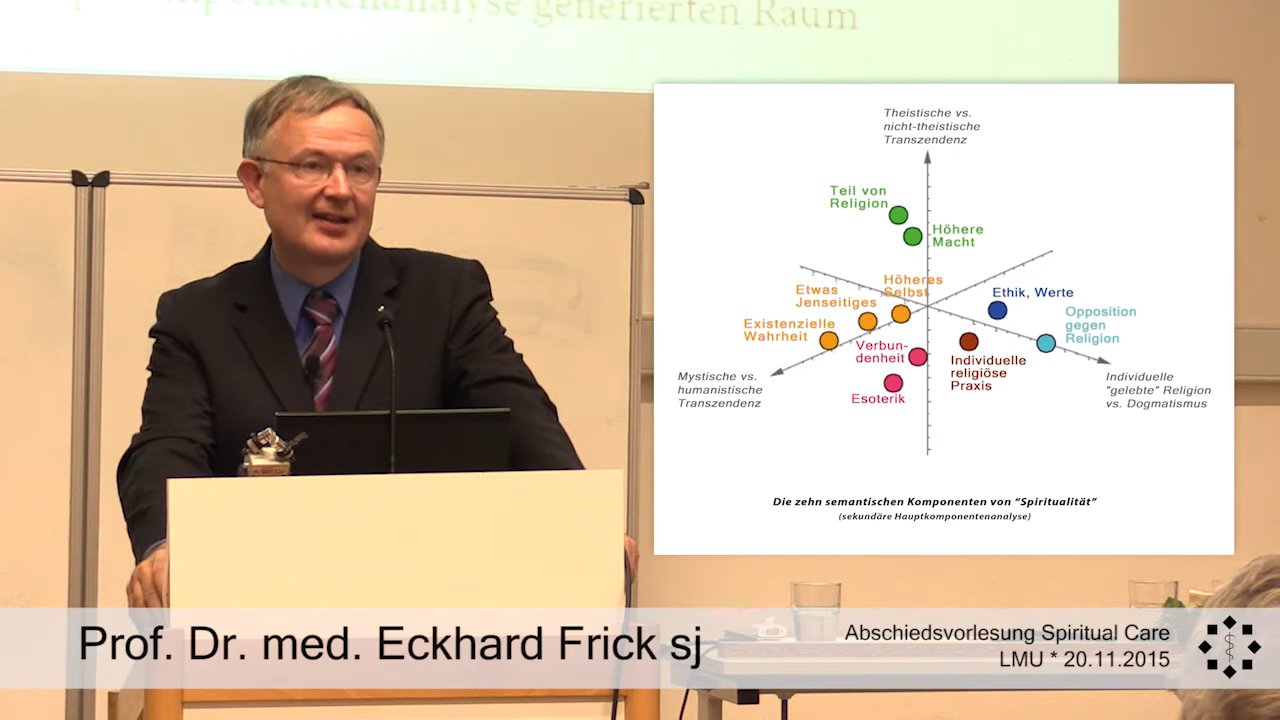 generierten Raum
Theistische vs.
nicht-theistische
Transzendenz
Teil von
Religion
Höhere
Macht
Höheres
Selbst
Etwas
Jenseitiges
Existenzielle
Wahrheit
Ethik, Werte
Opposition
gegen
Religion
Verbun-
denheit
Esoterik
Individuelle
religiöse
Praxis
Mystische vs.
humanistische
Transzendenz
Individuelle
"gelebte" Religion
vs. Dogmatismus
Die zehn semantischen Komponenten von “Spiritualität”
(sekundäre Hauptkomponentenanalyse)
Prof. Dr. med. Eckhard Frick sj
Abschiedsvorlesung Spiritual Care
LMU * 20.11.2015